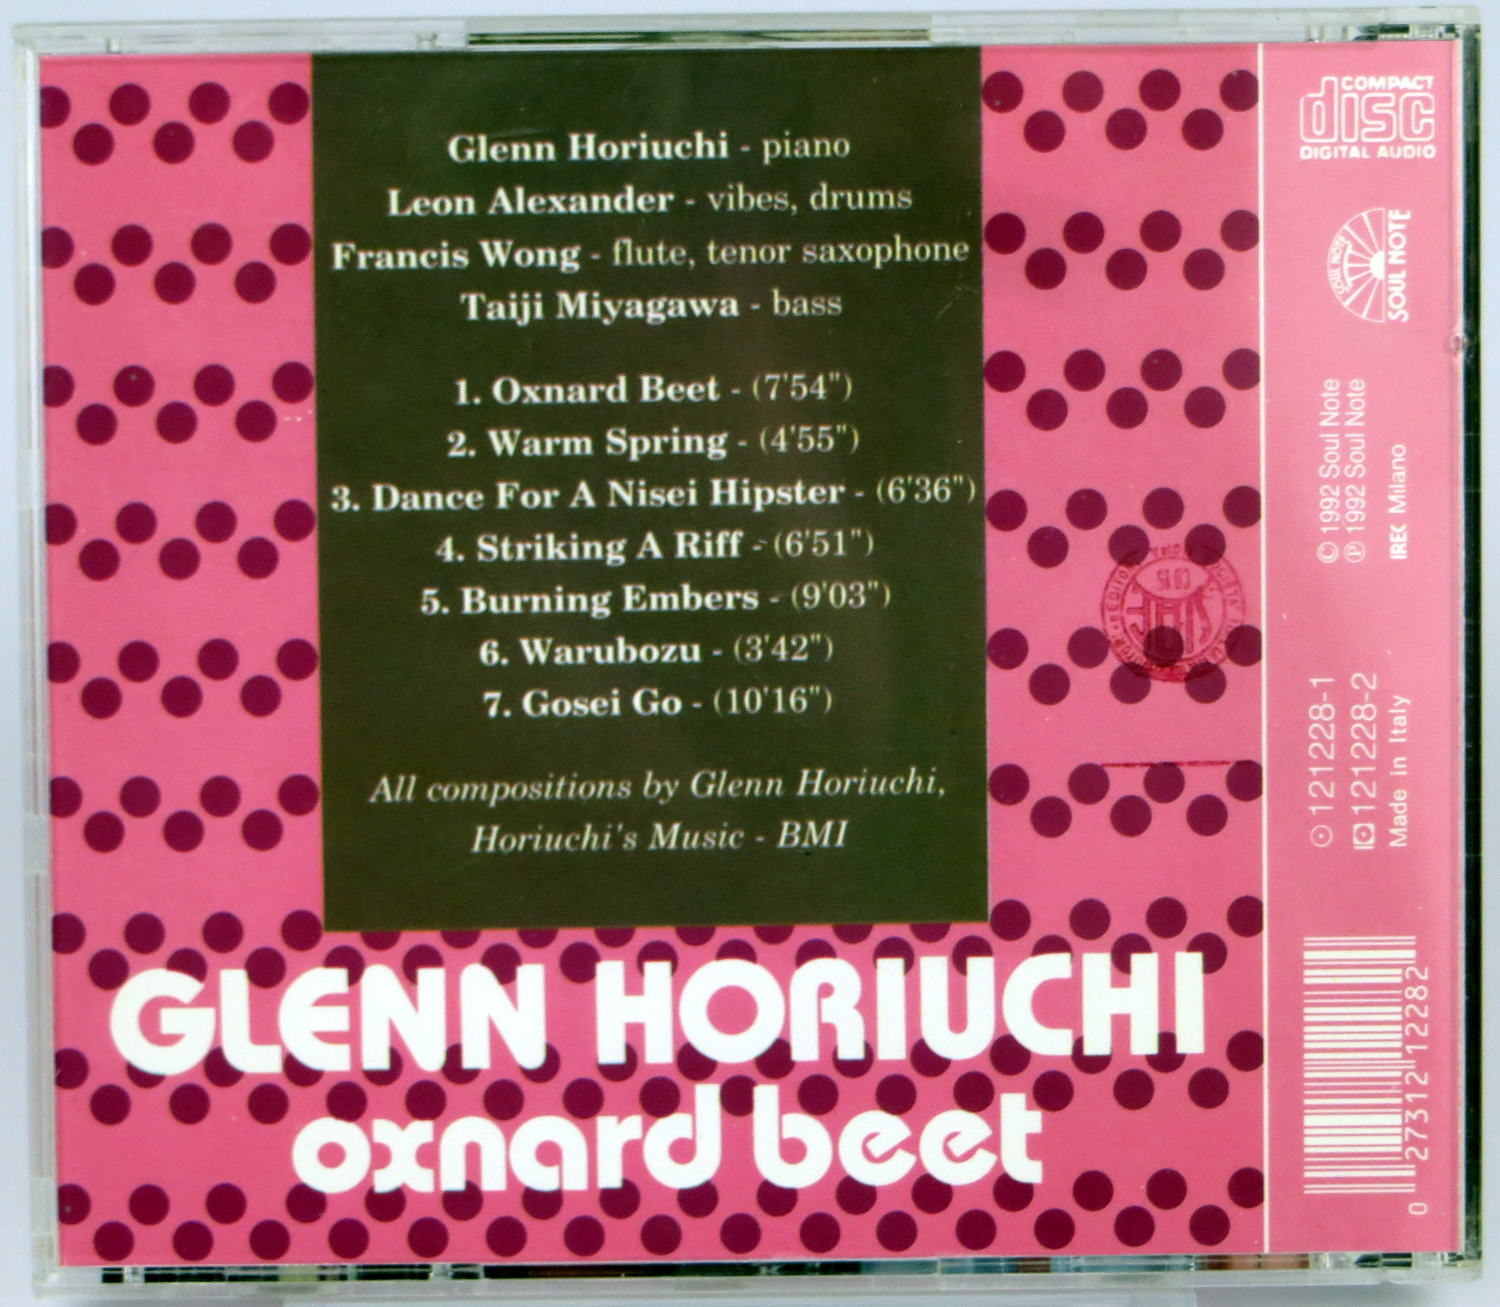 Glenn Horiuchi - piano
Leon Alexander - vibes, drums
Francis Wong - flute, tenor saxophone
Taiji Miyagawa - bass
1. Oxnard Beet - (7'54")
2. Warm Spring - (4'55")
3. Dance For A Nisei Hipster - (6'36")
4. Striking A Riff - (6'51")
5. Burning Embers - (9'03")
6. Warubozu - (3'42")
7. Gosei Go - (10'16")
All compositions by Glenn Horiuchi,
Horiuchi's Music - BMI
GLENN HORIUCHI
oxnard beet
COMPACT
disc
DIGITAL AUDIO
SOUL NOTE
SOUL NOTE
© 1992 Soul Note
℗ 1992 Soul Note
IREC Milano
121228-1
121228-2
Made in Italy
0 27312 12282